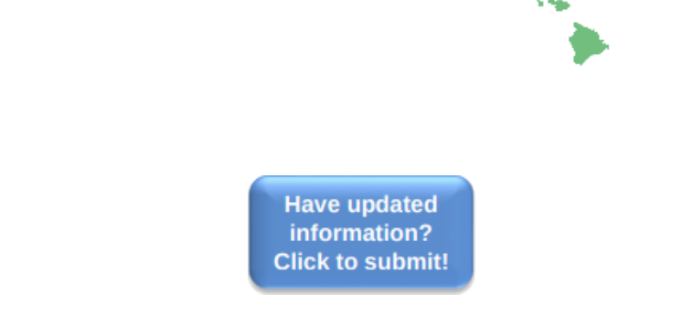 Have updated
information?
Click to submit!